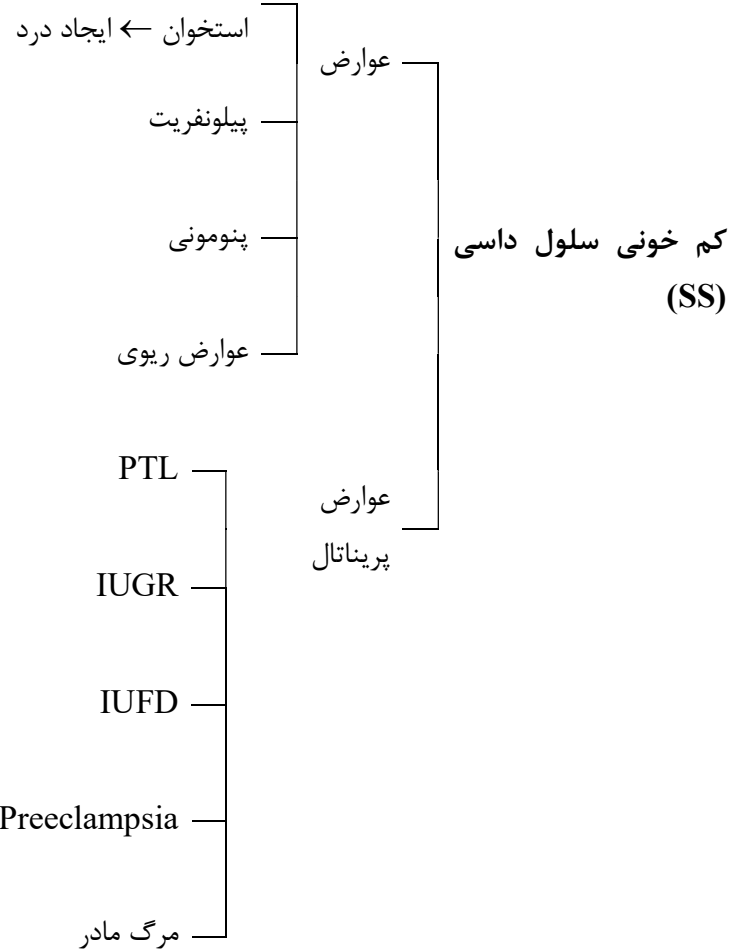 کم خونی سلول داسی
(SS)
عوارض
استخوان ← ایجاد درد
پیلونفریت
پنومونی
عوارض ریوی
عوارض
پریناتال
PTL
IUGR
IUFD
Preeclampsia
مرگ مادر